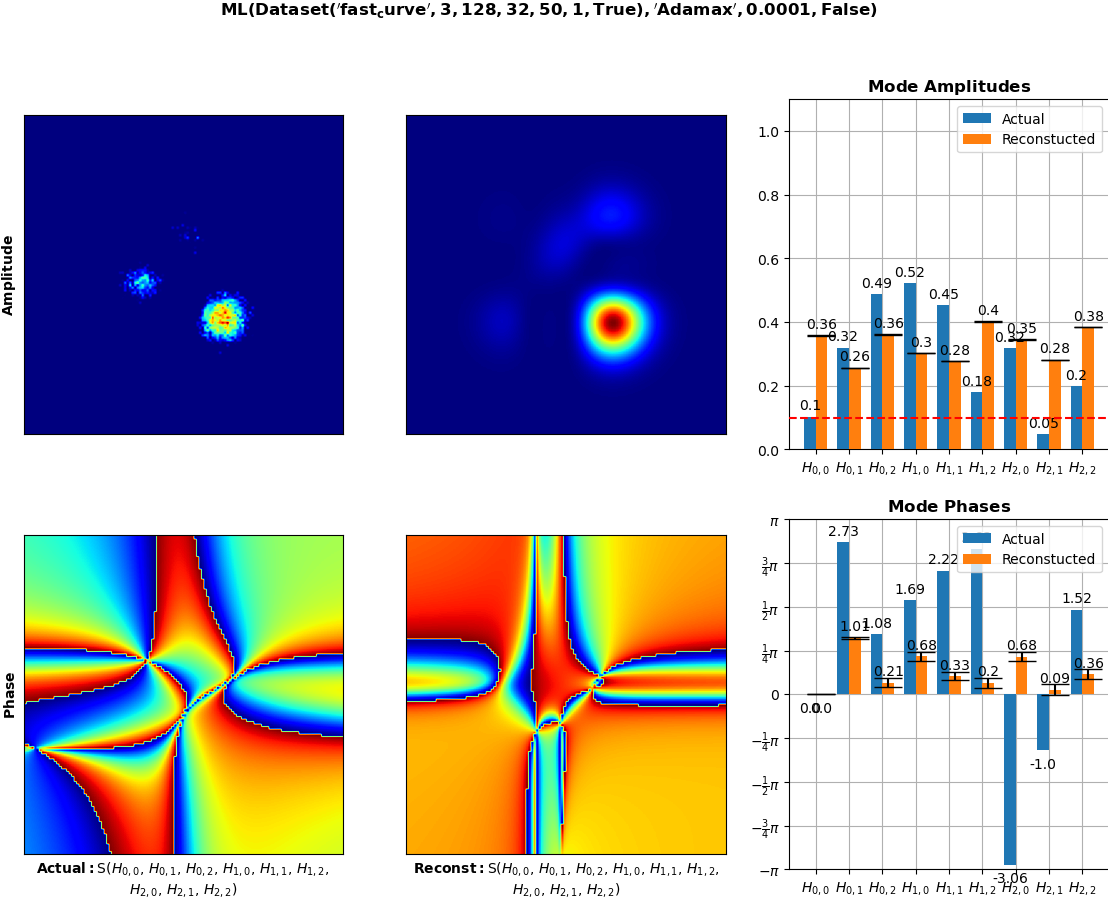 ML(Dataset('fast_curve', 3, 128, 32, 50, 1, True), 'Adamax', 0.0001, False)
Amplitude
Mode Amplitudes
Actual
Reconstucted
1.0
0.8
0.6
0.4
0.2
0.0
0.1
0.36
0.32
0.26
0.49
0.36
0.52
0.3
0.45
0.28
0.18
0.4
0.32
0.35
0.05
0.28
0.2
0.38
H0,0 H0,1 H0,2 H1,0 H1,1 H1,2 H2,0 H2,1 H2,2
Phase
Mode Phases
Actual
Reconstucted
π
3/4π
1/2π
1/4π
0
−1/4π
−1/2π
−3/4π
−π
0.0
0.0
2.73
1.01
1.08
0.21
1.69
0.68
2.22
0.33
0.2
-3.06
0.68
-1.0
0.09
1.52
0.36
H0,0 H0,1 H0,2 H1,0 H1,1 H1,2 H2,0 H2,1 H2,2
Actual: S(H0,0, H0,1, H0,2, H1,0, H1,1, H1,2,
H2,0, H2,1, H2,2)
Reconst: S(H0,0, H0,1, H0,2, H1,0, H1,1, H1,2,
H2,0, H2,1, H2,2)